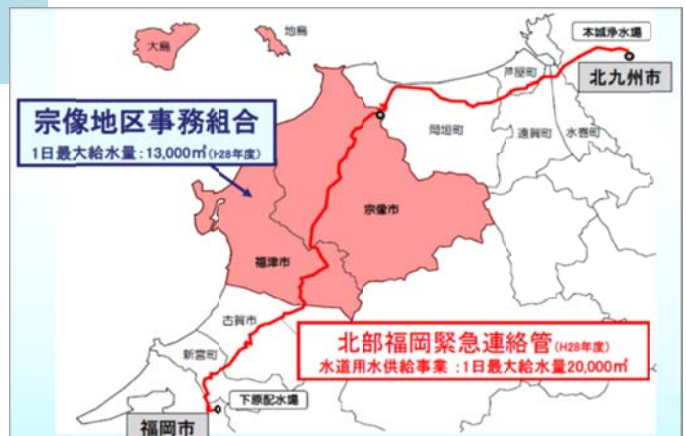 大島
地島
本城浄水場
芦屋町
北九州市
宗像地区事務組合
1日最大給水量:13,000㎥(H28年度)
岡垣町
遠賀町
水巻町
宗像市
福津市
古賀市
北部福岡緊急連絡管(H28年度)
水道用水供給事業:1日最大給水量20,000㎥
新宮町
下原配水場
福岡市